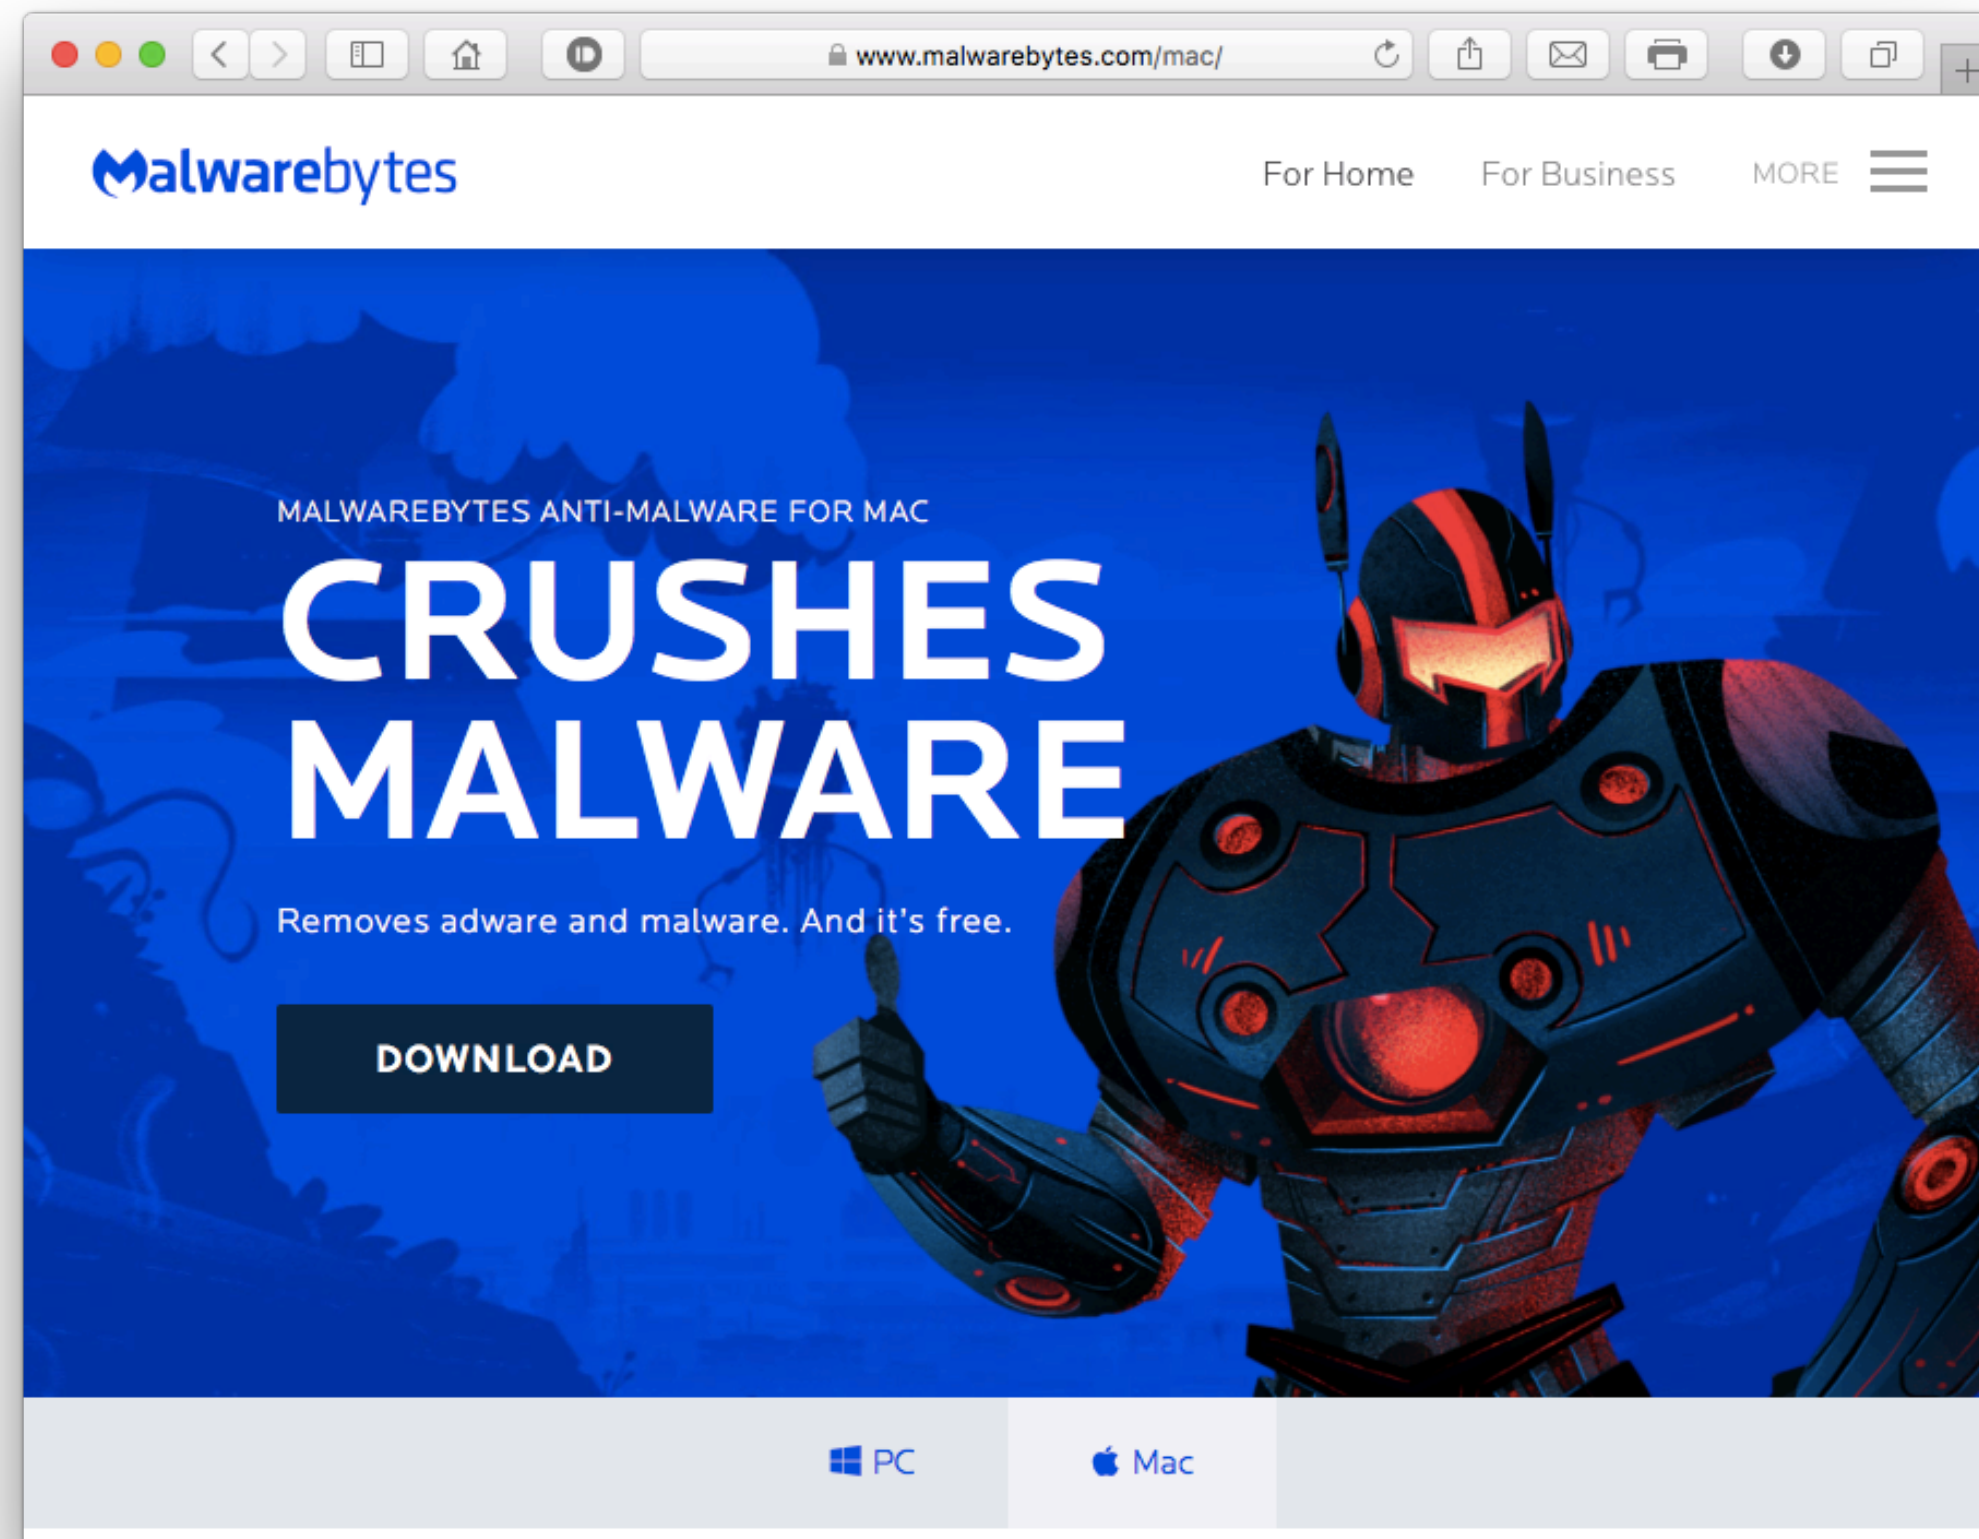 www.malwarebytes.com/mac/
Malwarebytes
For Home
For Business
MORE
MALWAREBYTES ANTI-MALWARE FOR MAC
CRUSHES
MALWARE
Removes adware and malware. And it's free.
DOWNLOAD
PC
Mac